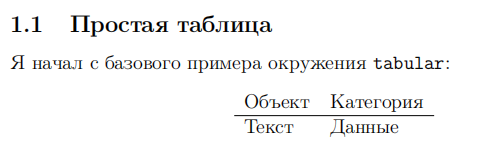 1.1 Простая таблица
Я начал с базового примера окружения tabular:
Объект Категория
Текст Данные